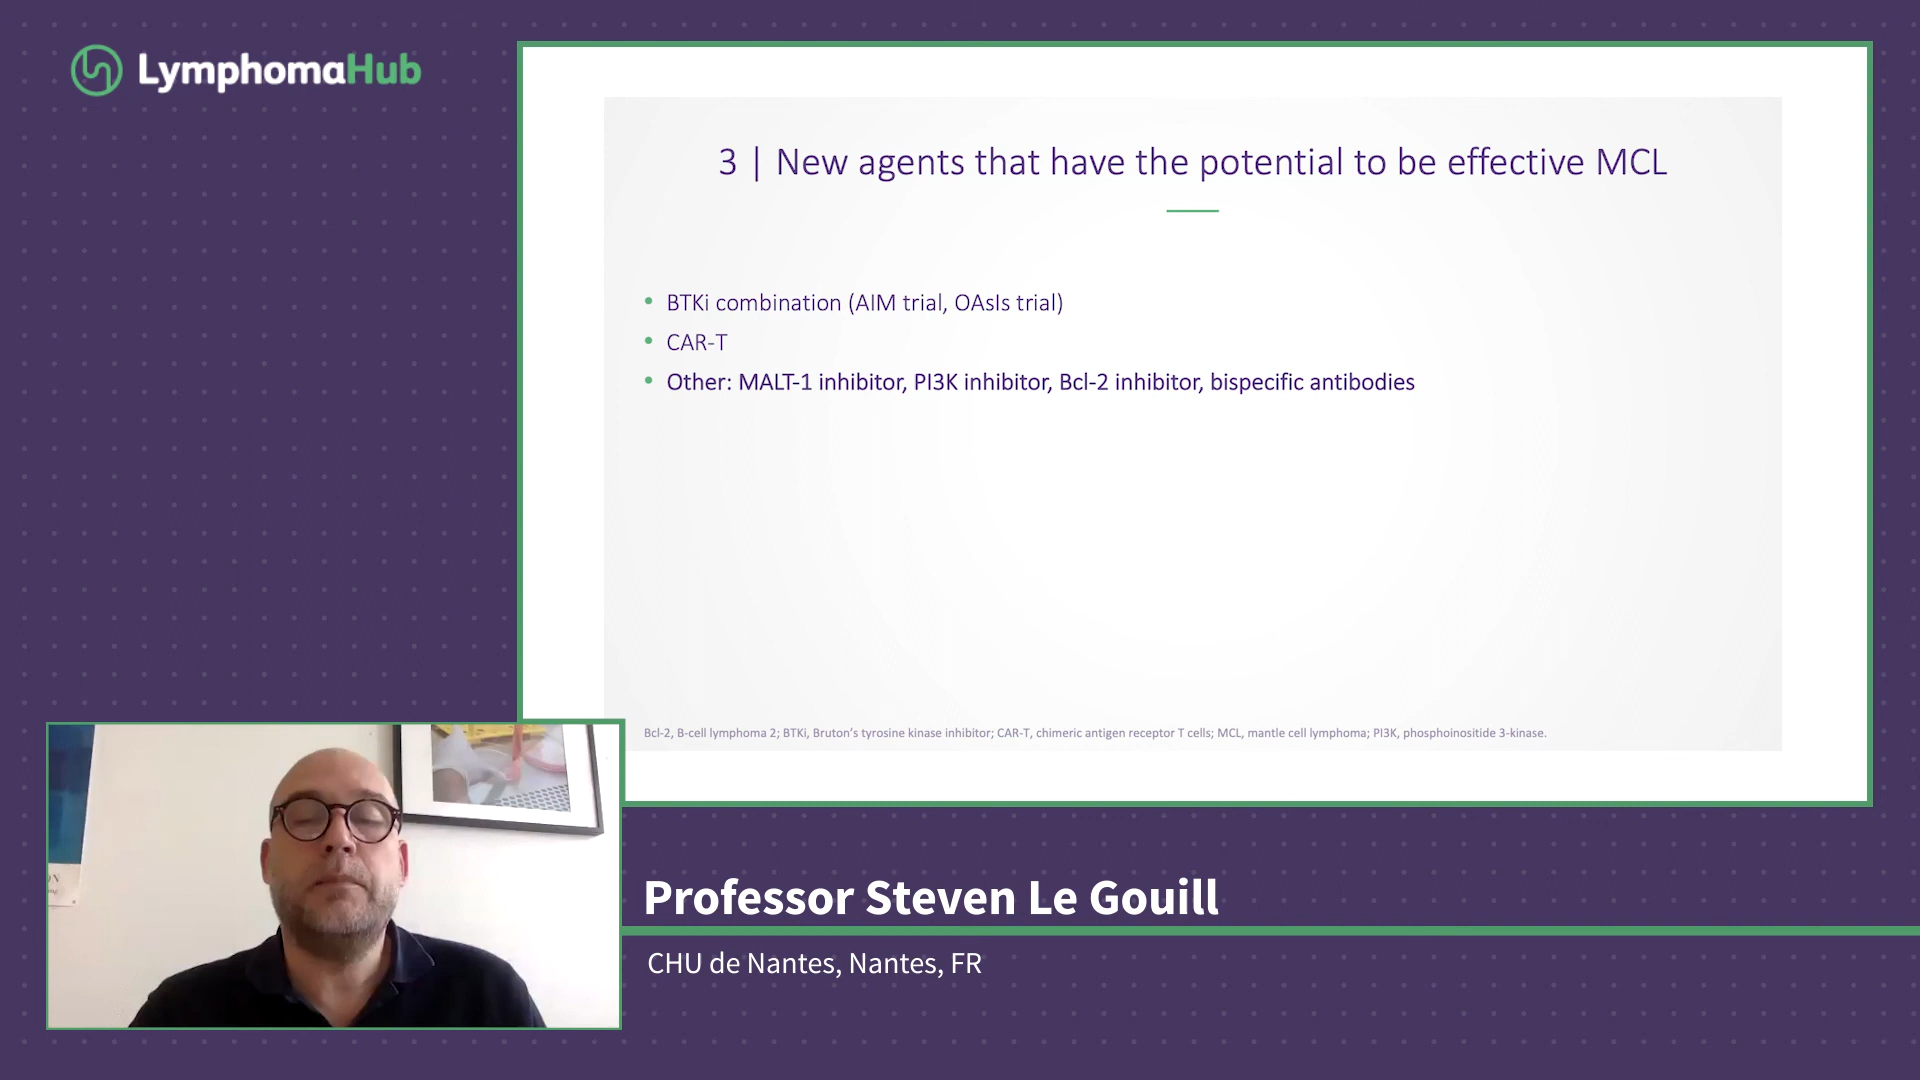 LymphomaHub
3 | New agents that have the potential to be effective MCL
• BTKi combination (AIM trial, OAsIs trial)
• CAR-T
• Other: MALT-1 inhibitor, PI3K inhibitor, Bcl-2 inhibitor, bispecific antibodies
Bcl-2, B-cell lymphoma 2; BTKi, Bruton's tyrosine kinase inhibitor; CAR-T, chimeric antigen receptor T cells; MCL, mantle cell lymphoma; PI3K, phosphoinositide 3-kinase.
Professor Steven Le Gouill
CHU de Nantes, Nantes, FR